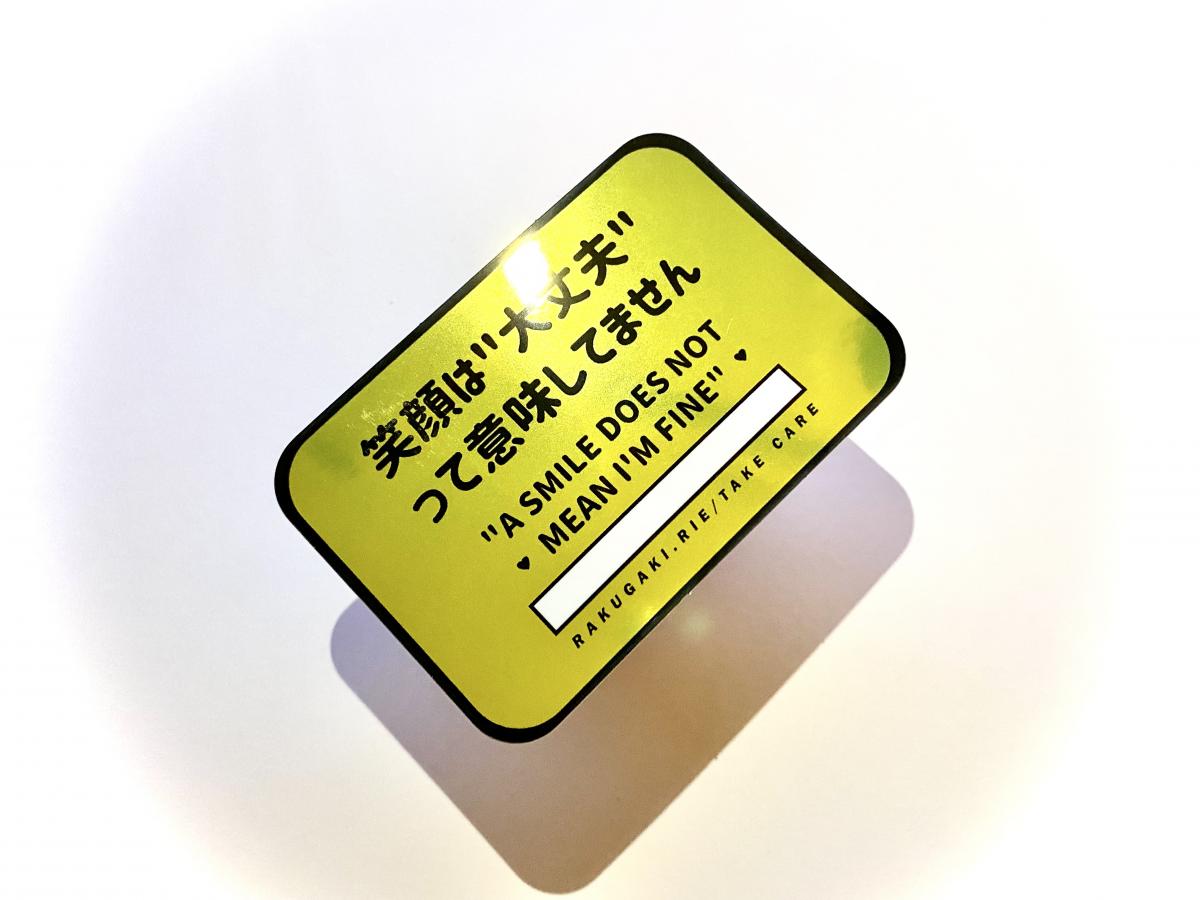 笑顔は"大丈夫"
って意味してません
"A SMILE DOES NOT
♥ MEAN I'M FINE" ♥
RAKUGAKI.RIE/TAKE CARE